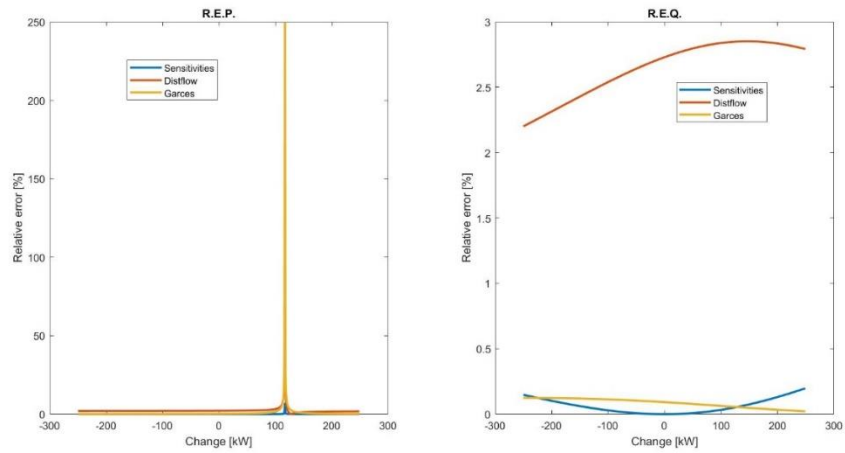 R.E.P.
250
200
150
100
50
0
-300 -200 -100 0 100 200 300
Relative error [%]
Change [kW]
Sensitivities
Distflow
Garces
R.E.Q.
3
2.5
2
1.5
1
0.5
0
-300 -200 -100 0 100 200 300
Relative error [%]
Change [kW]
Sensitivities
Distflow
Garces